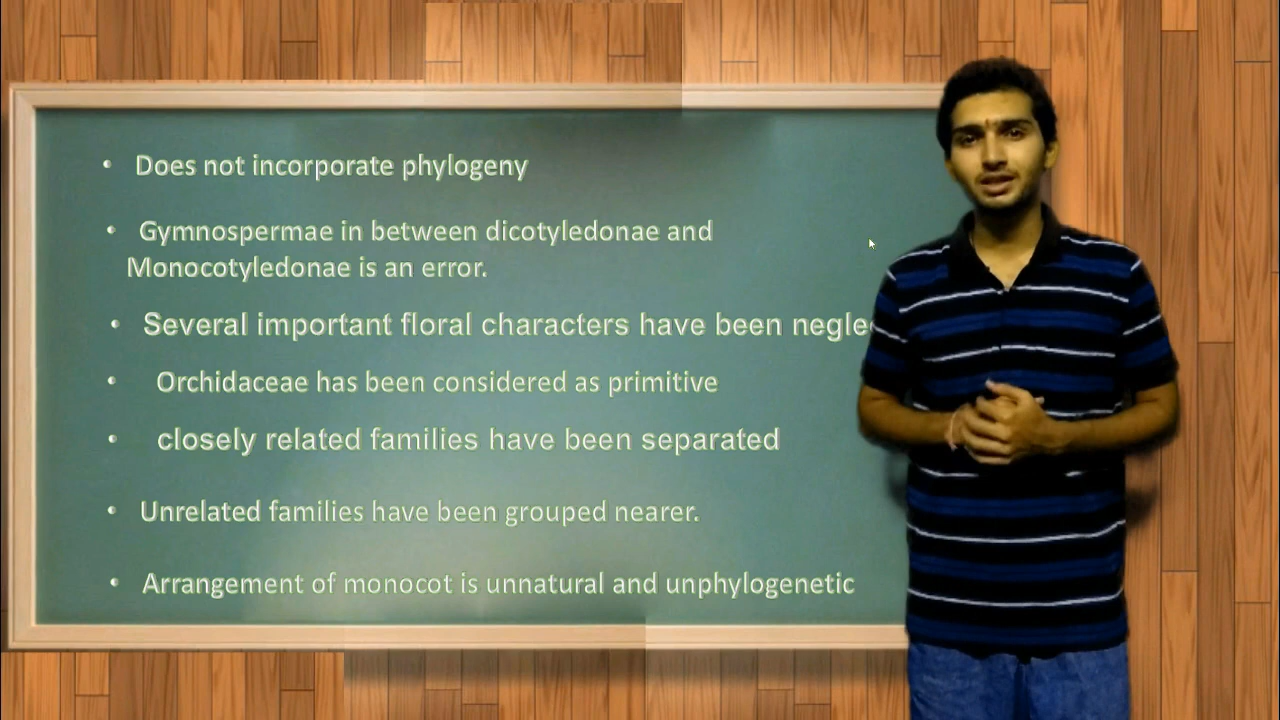 • Does not incorporate phylogeny
• Gymnospermae in between dicotyledonae and
Monocotyledonae is an error.
• Several important floral characters have been
• Orchidaceae has been considered as primitive
• closely related families have been separated
• Unrelated families have been grouped nearer.
• Arrangement of monocot is unnatural and unphylogenetic